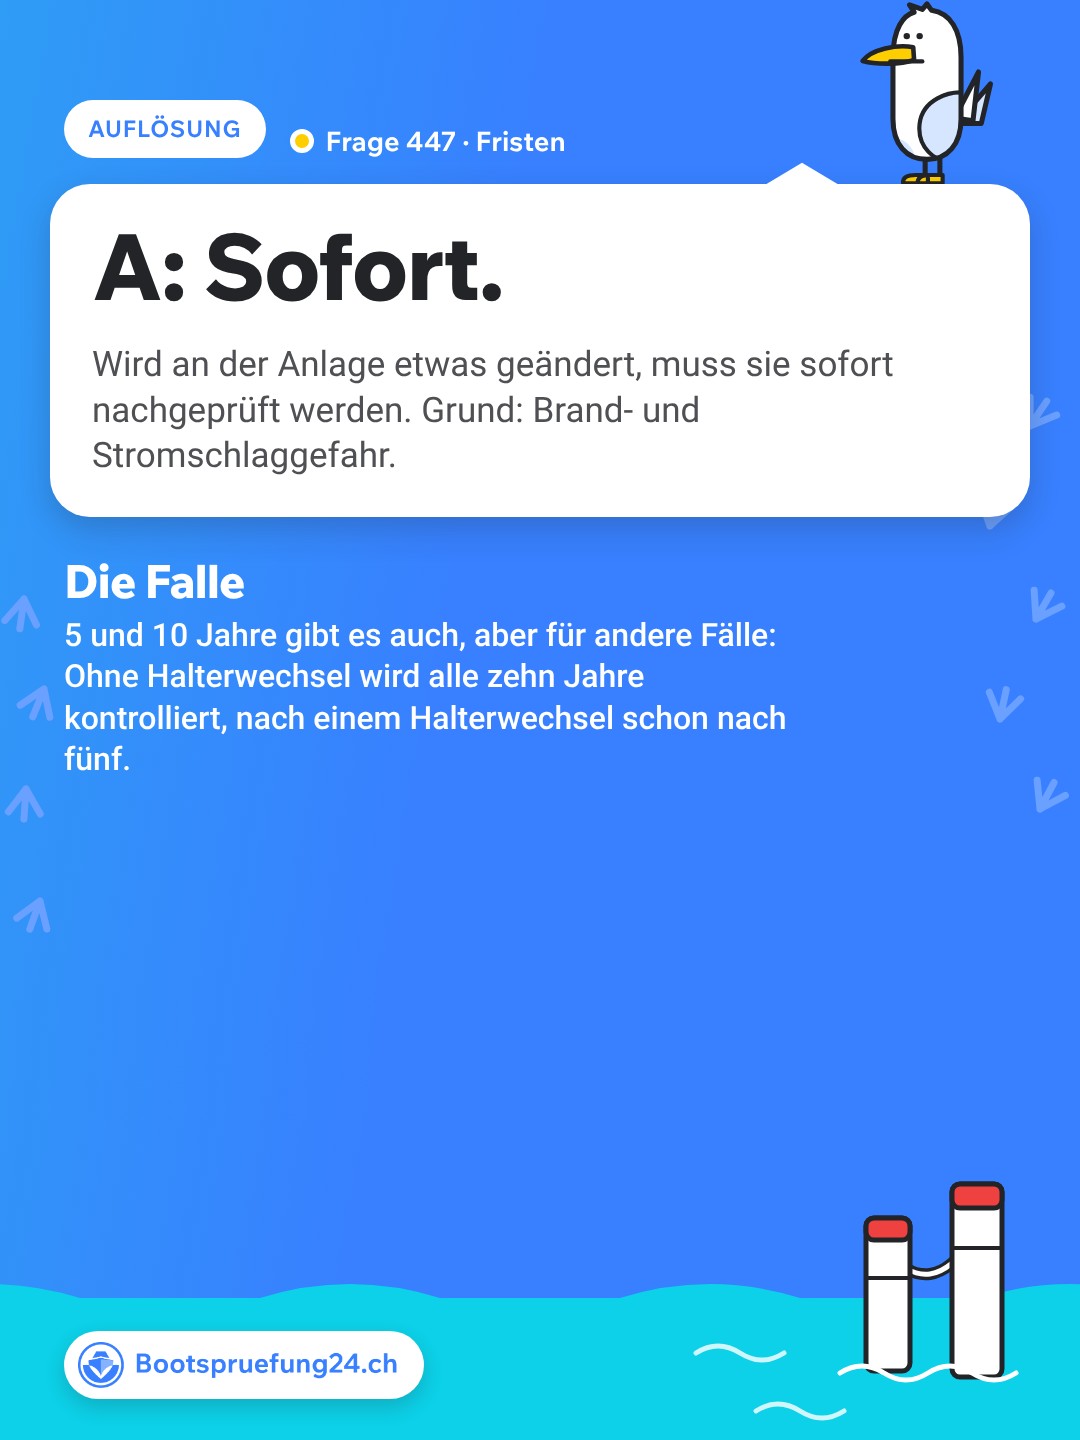 AUFLÖSUNG
Frage 447 · Fristen
A: Sofort.
Wird an der Anlage etwas geändert, muss sie sofort
nachgeprüft werden. Grund: Brand- und
Stromschlaggefahr.
Die Falle
5 und 10 Jahre gibt es auch, aber für andere Fälle:
Ohne Halterwechsel wird alle zehn Jahre
kontrolliert, nach einem Halterwechsel schon nach
fünf.
Bootspruefung24.ch